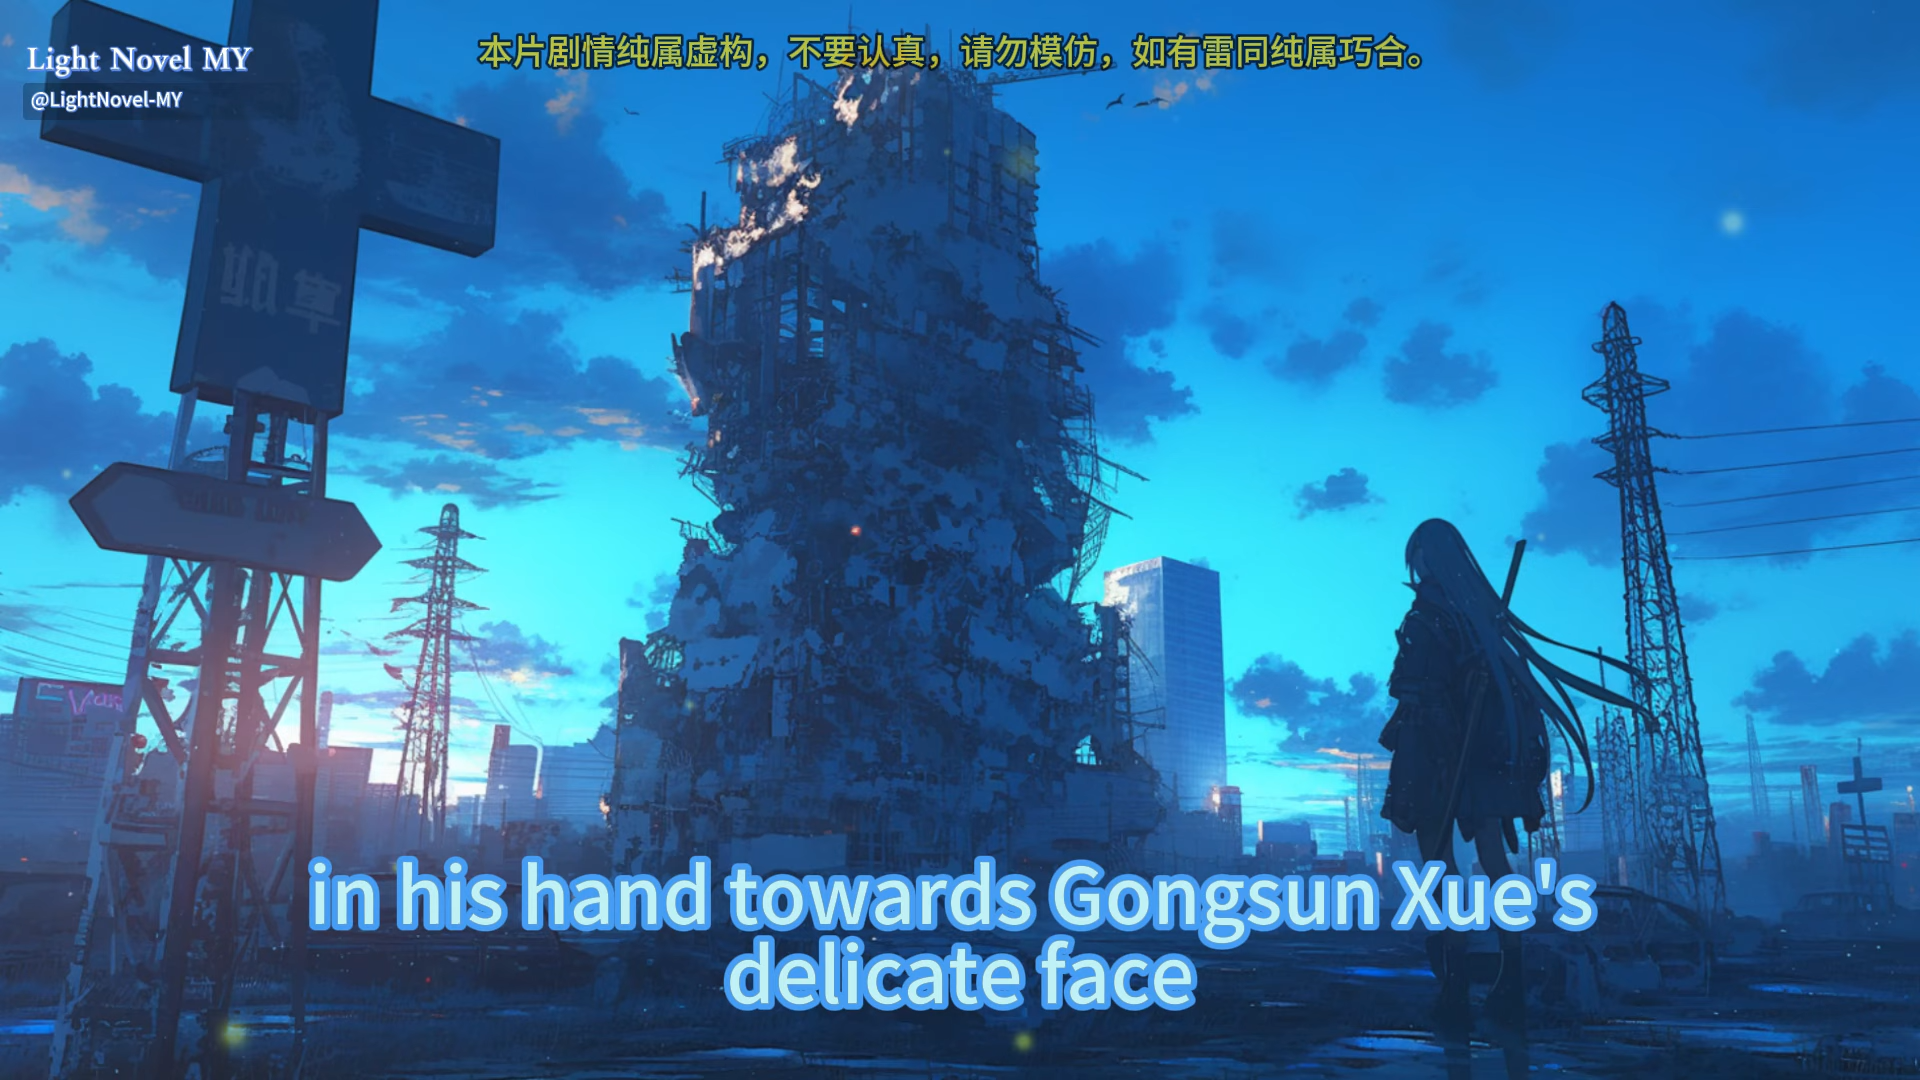 Light Novel MY
本片剧情纯属虚构，不要认真，请勿模仿，如有雷同纯属巧合。
@LightNovel-MY
in his hand towards Gongsun Xue's
delicate face